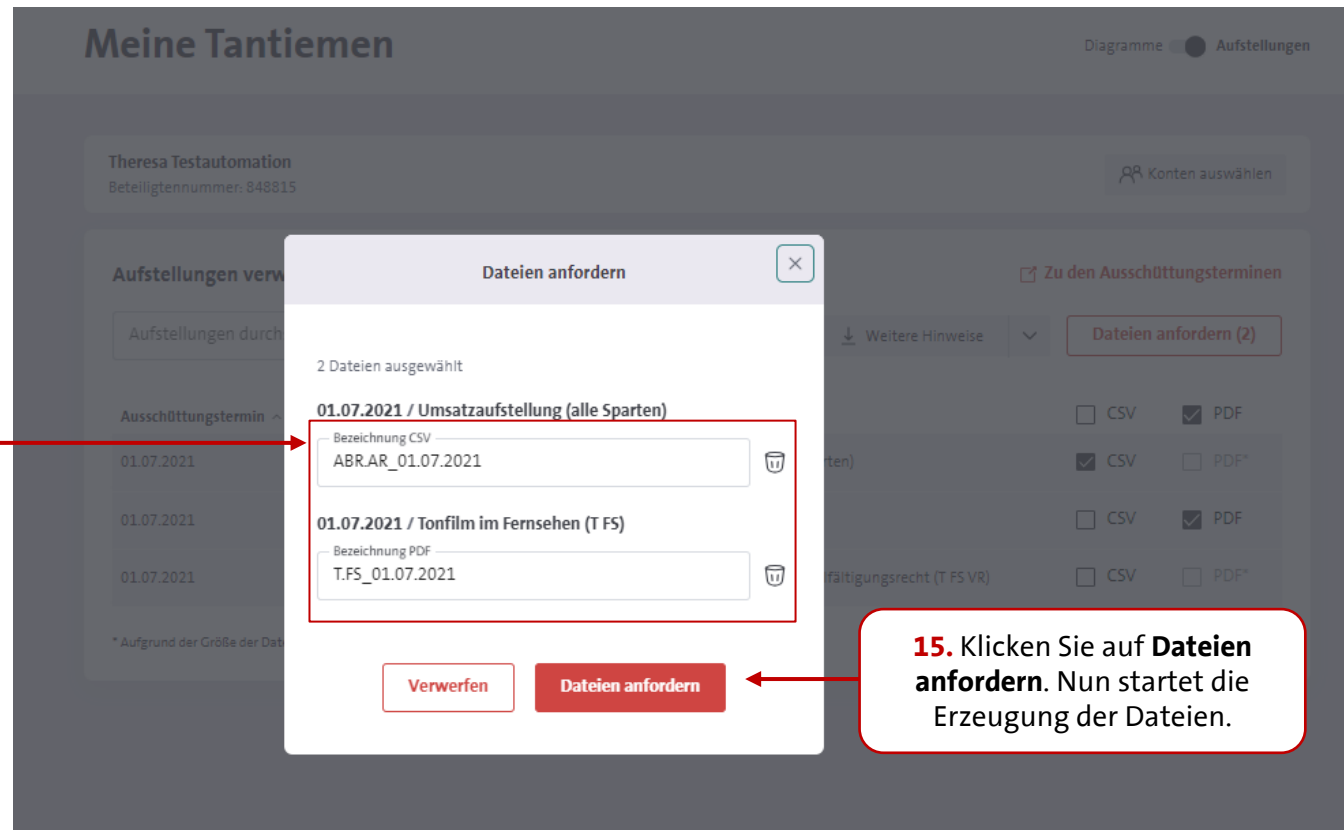 Meine Tantiemen
Diagramme Aufstellungen
Theresa Testautomation
Beteiligtennummer: 848815
Konten auswählen
Aufstellungen verw
Zu den Ausschüttungsterminen
Aufstellungen durch
Weitere Hinweise
Dateien anfordern (2)
Ausschüttungstermin
CSV PDF
01.07.2021
rten)
CSV PDF*
01.07.2021
CSV PDF
01.07.2021
lfältigungsrecht (T FS VR)
CSV PDF*
* Aufgrund der Größe der Date
Dateien anfordern
2 Dateien ausgewählt
01.07.2021 / Umsatzaufstellung (alle Sparten)
Bezeichnung CSV
ABR.AR_01.07.2021
01.07.2021 / Tonfilm im Fernsehen (T FS)
Bezeichnung PDF
T.FS_01.07.2021
Verwerfen
Dateien anfordern
15. Klicken Sie auf Dateien
anfordern. Nun startet die
Erzeugung der Dateien.